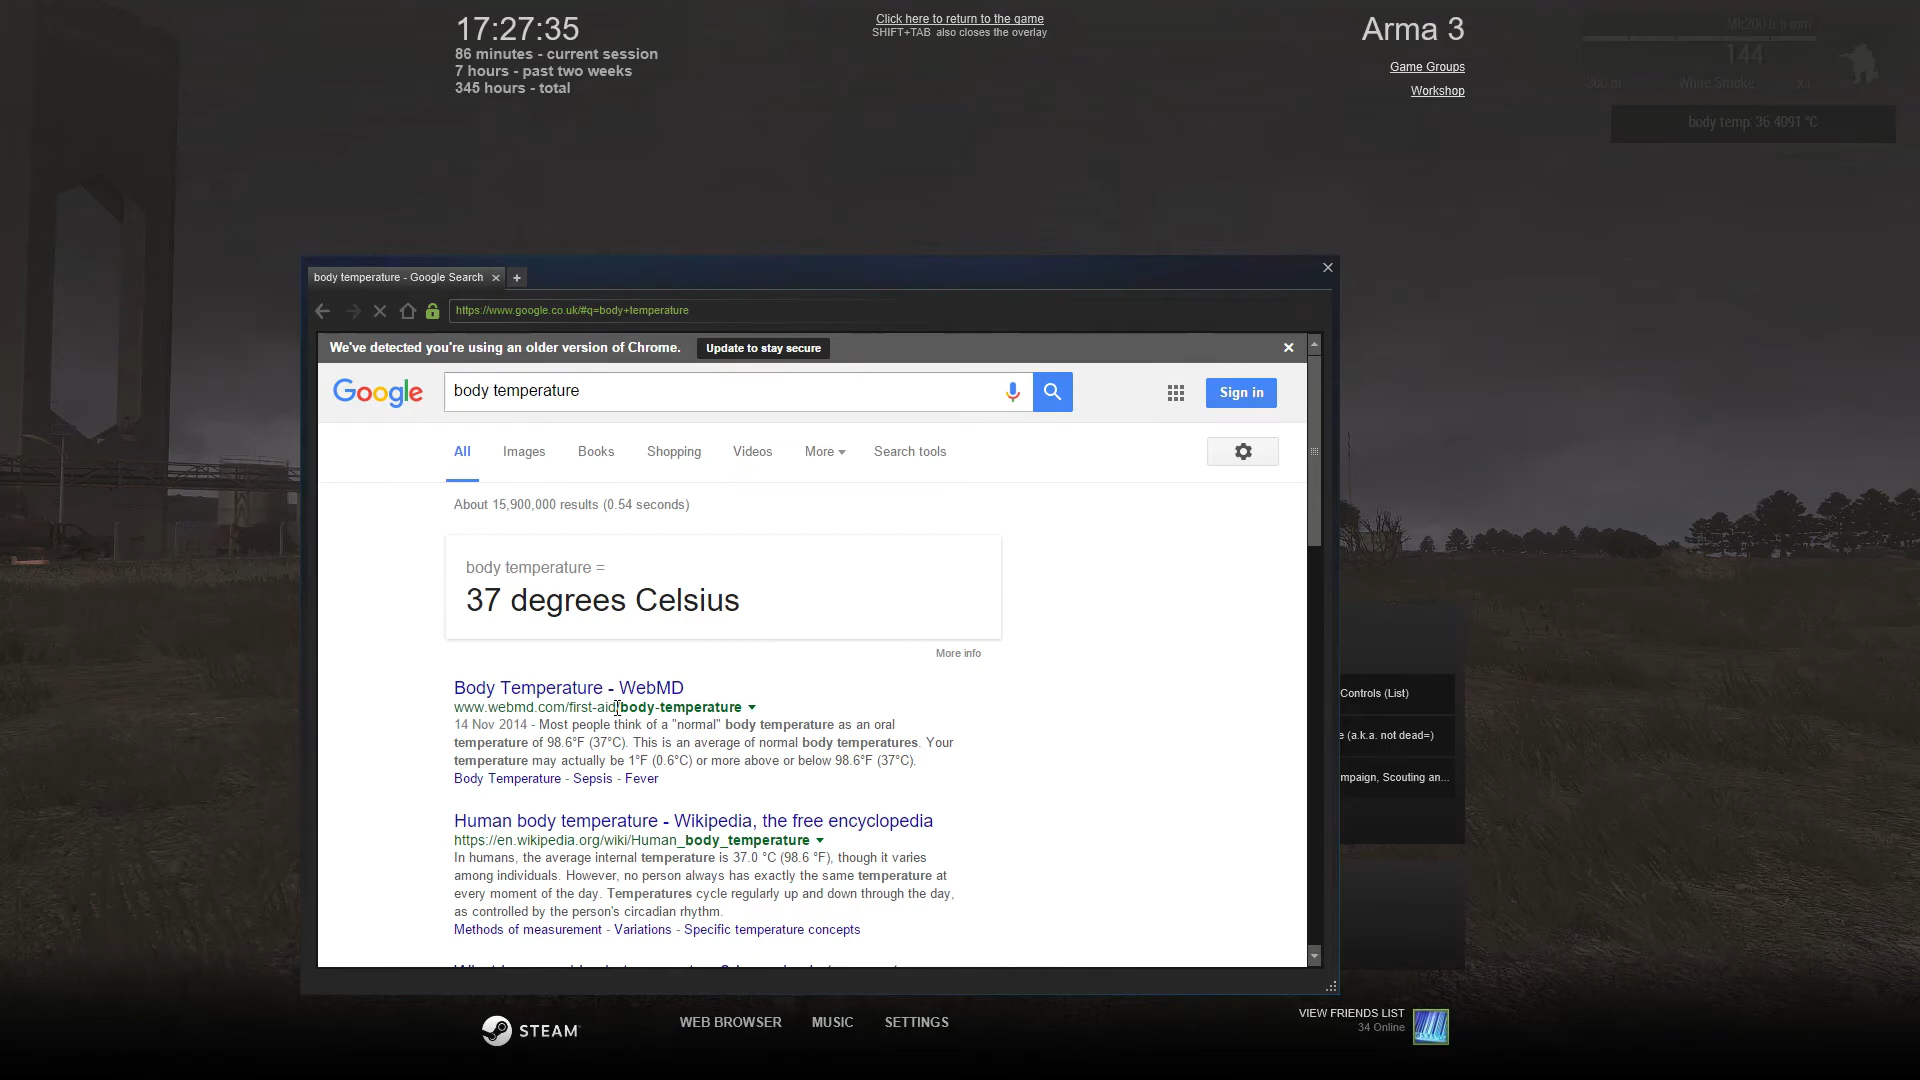 17:27:35
86 minutes - current session
7 hours - past two weeks
345 hours - total
Click here to return to the game
SHIFT+TAB also closes the overlay
Arma 3
Game Groups
Workshop
144
White Smoke
body temp: 36.4091 °C
body temperature - Google Search
https://www.google.co.uk/#q=body+temperature
We've detected you're using an older version of Chrome. Update to stay secure
Google
body temperature
Sign in
All Images Books Shopping Videos More Search tools
About 15,900,000 results (0.54 seconds)
body temperature =
37 degrees Celsius
More info
Body Temperature - WebMD
www.webmd.com/first-aid/body-temperature
14 Nov 2014 - Most people think of a "normal" body temperature as an oral
temperature of 98.6°F (37°C). This is an average of normal body temperatures. Your
temperature may actually be 1°F (0.6°C) or more above or below 98.6°F (37°C).
Body Temperature - Sepsis - Fever
Human body temperature - Wikipedia, the free encyclopedia
https://en.wikipedia.org/wiki/Human_body_temperature
In humans, the average internal temperature is 37.0 °C (98.6 °F), though it varies
among individuals. However, no person always has exactly the same temperature at
every moment of the day. Temperatures cycle regularly up and down through the day,
as controlled by the person's circadian rhythm.
Methods of measurement - Variations - Specific temperature concepts
Controls (List)
e (a.k.a. not dead=)
mpaign, Scouting an...
STEAM
WEB BROWSER MUSIC SETTINGS
VIEW FRIENDS LIST
34 Online